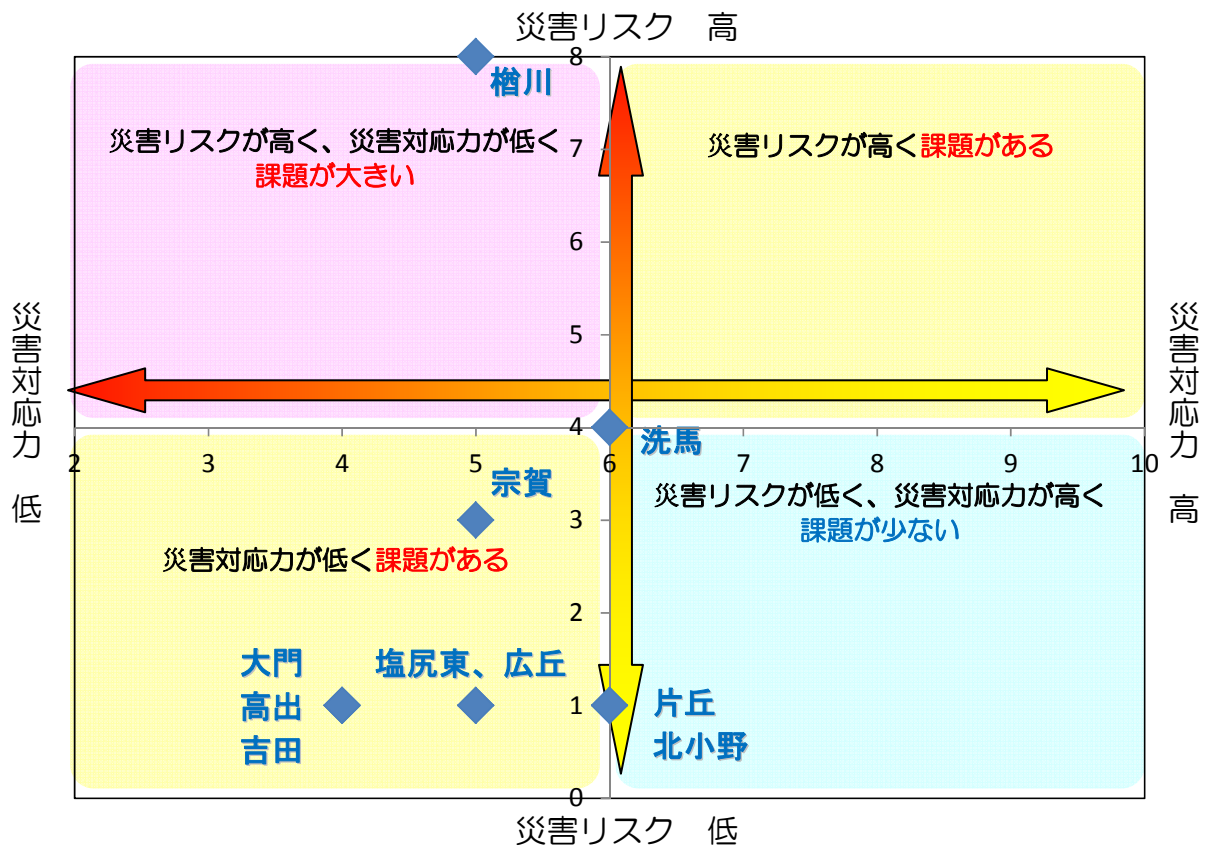 災害リスク　高
8
楢川
災害リスクが高く、災害対応力が低く
課題が大きい
7
災害リスクが高く課題がある
6
5
災害対応力　低
災害対応力　高
4
洗馬
2
3
4
5
6
7
8
9
10
宗賀
災害リスクが低く、災害対応力が高く
課題が少ない
3
災害対応力が低く課題がある
2
大門
高出
吉田
塩尻東、広丘
1
片丘
北小野
0
災害リスク　低